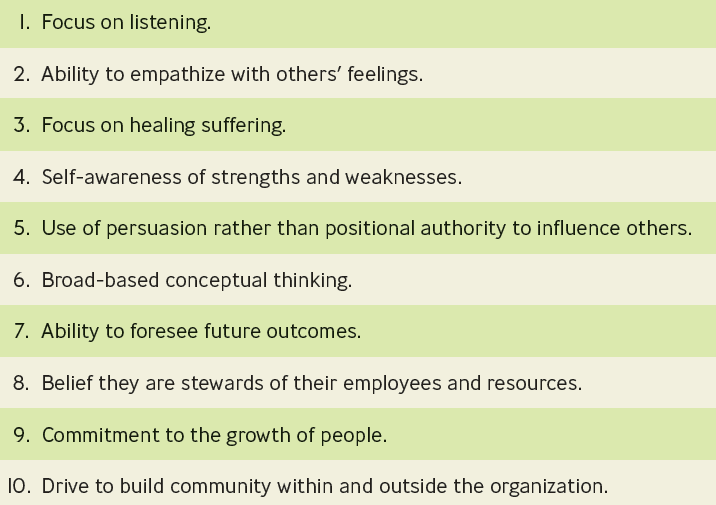 1. Focus on listening.
2. Ability to empathize with others’ feelings.
3. Focus on healing suffering.
4. Self-awareness of strengths and weaknesses.
5. Use of persuasion rather than positional authority to influence others.
6. Broad-based conceptual thinking.
7. Ability to foresee future outcomes.
8. Belief they are stewards of their employees and resources.
9. Commitment to the growth of people.
10. Drive to build community within and outside the organization.